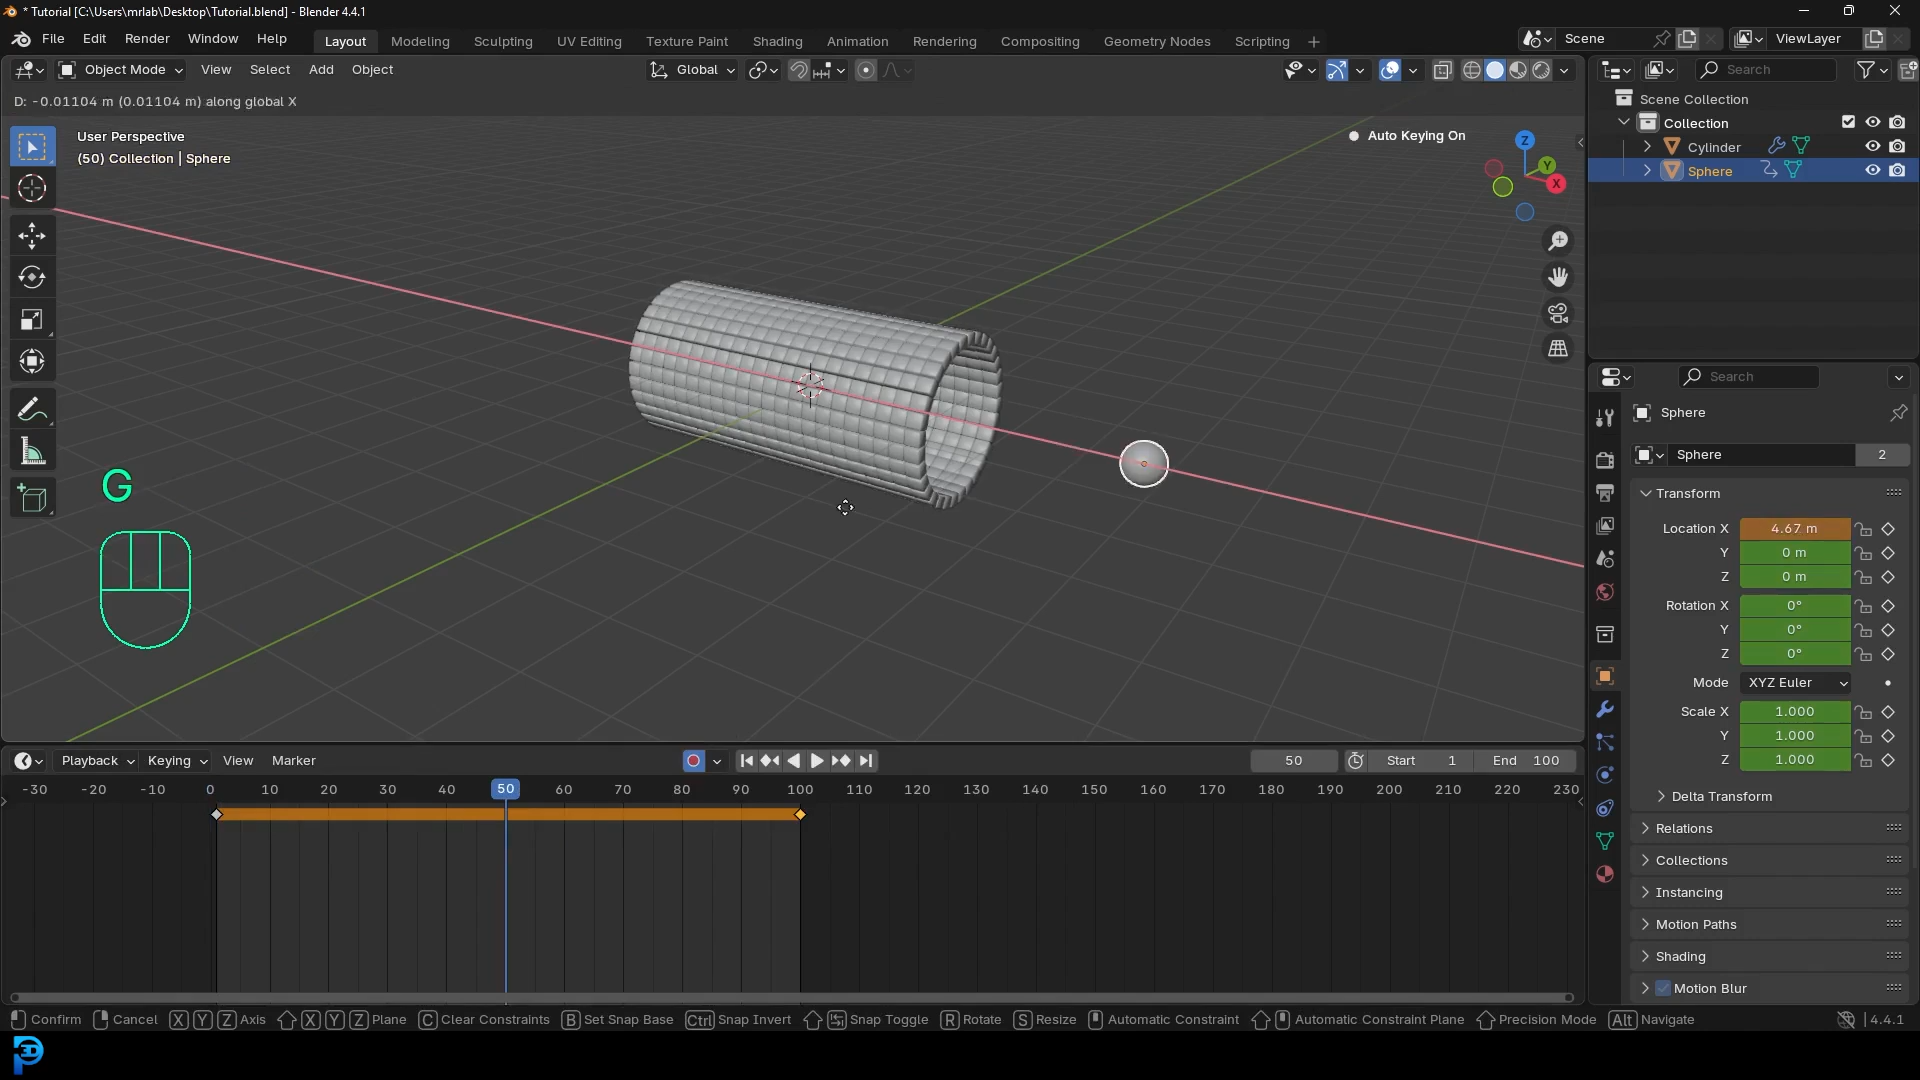 * Tutorial [C:\Users\mrlab\Desktop\Tutorial.blend] - Blender 4.4.1
File Edit Render Window Help Layout Modeling Sculpting UV Editing Texture Paint Shading Animation Rendering Compositing Geometry Nodes Scripting + Scene ViewLayer
Object Mode View Select Add Object Global
D: -0.01104 m (0.01104 m) along global X
User Perspective
(50) Collection | Sphere
Auto Keying On
Z
Y
X
G
Search
Scene Collection
Collection
Cylinder
Sphere
Search
Sphere
Sphere 2
Transform
Location X 4.67 m
Y 0 m
Z 0 m
Rotation X 0°
Y 0°
Z 0°
Mode XYZ Euler
Scale X 1.000
Y 1.000
Z 1.000
Delta Transform
Relations
Collections
Instancing
Motion Paths
Shading
Motion Blur
Playback Keying View Marker 50 Start 1 End 100
-30 -20 -10 0 10 20 30 40 50 60 70 80 90 100 110 120 130 140 150 160 170 180 190 200 210 220 230
Confirm Cancel X Y Z Axis X Y Z Plane C Clear Constraints B Set Snap Base Ctrl Snap Invert Snap Toggle R Rotate S Resize Automatic Constraint Automatic Constraint Plane Precision Mode Alt Navigate 4.4.1
3D